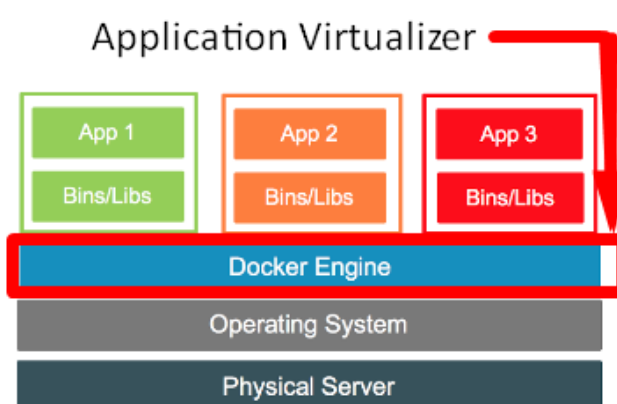 Application Virtualizer
App 1
App 2
App 3
Bins/Libs
Bins/Libs
Bins/Libs
Docker Engine
Operating System
Physical Server